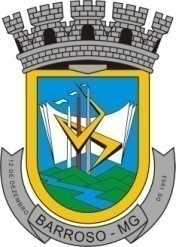 12 DE DEZEMBRO
DE 1953
BARROSO - MG